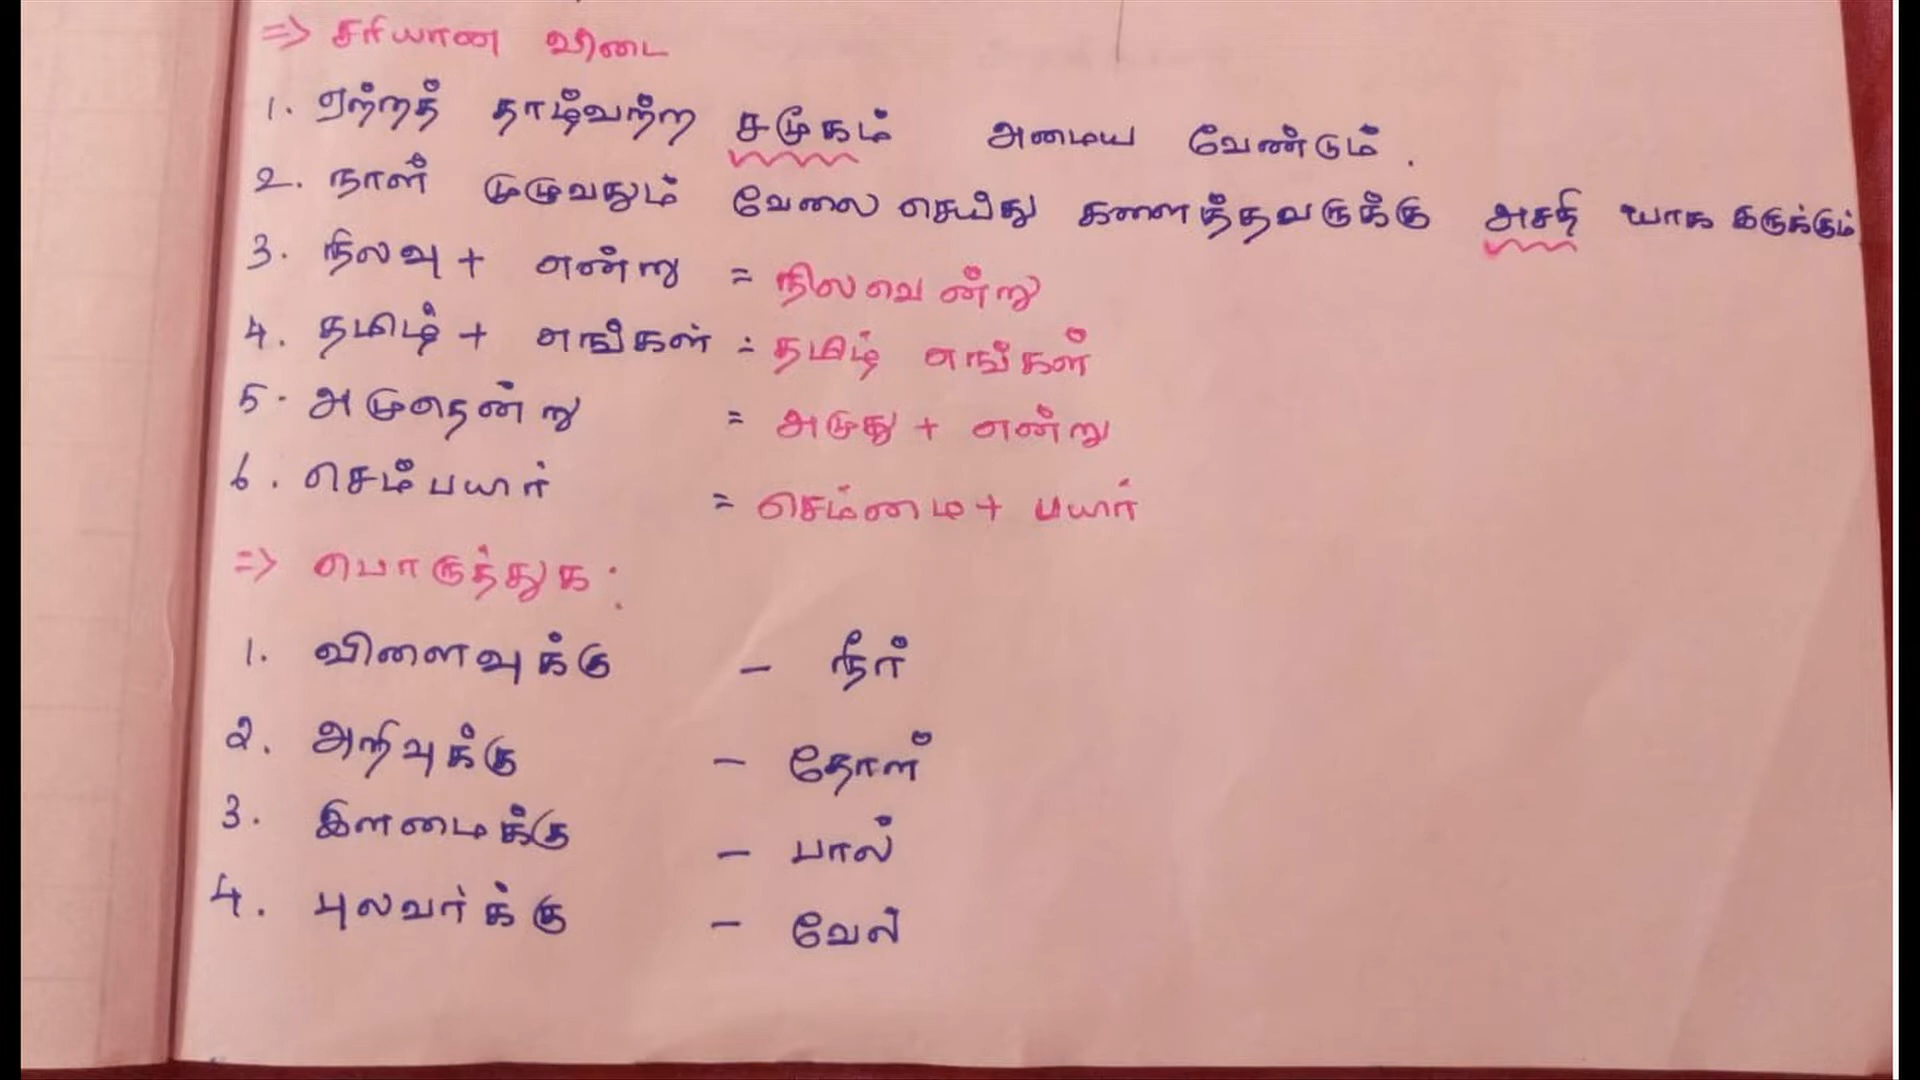 => சரியான விடை
1. ஏற்றத் தாழ்வற்ற சமூகம் அமைய வேண்டும்.
2. நாள் முழுவதும் வேலை செய்து களைத்தவருக்கு அசதி யாக இருக்கும்
3. நிலவு + என்று = நிலவென்று
4. தமிழ் + எங்கள் = தமிழ் எங்கள்
5. அமுதென்று = அமுது + என்று
6. செம்பயிர் = செம்மை + பயிர்
=> பொருத்துக :
1. விளைவுக்கு - நீர்
2. அறிவுக்கு - தோள்
3. இளமைக்கு - பால்
4. புலவர்க்கு - வேல்